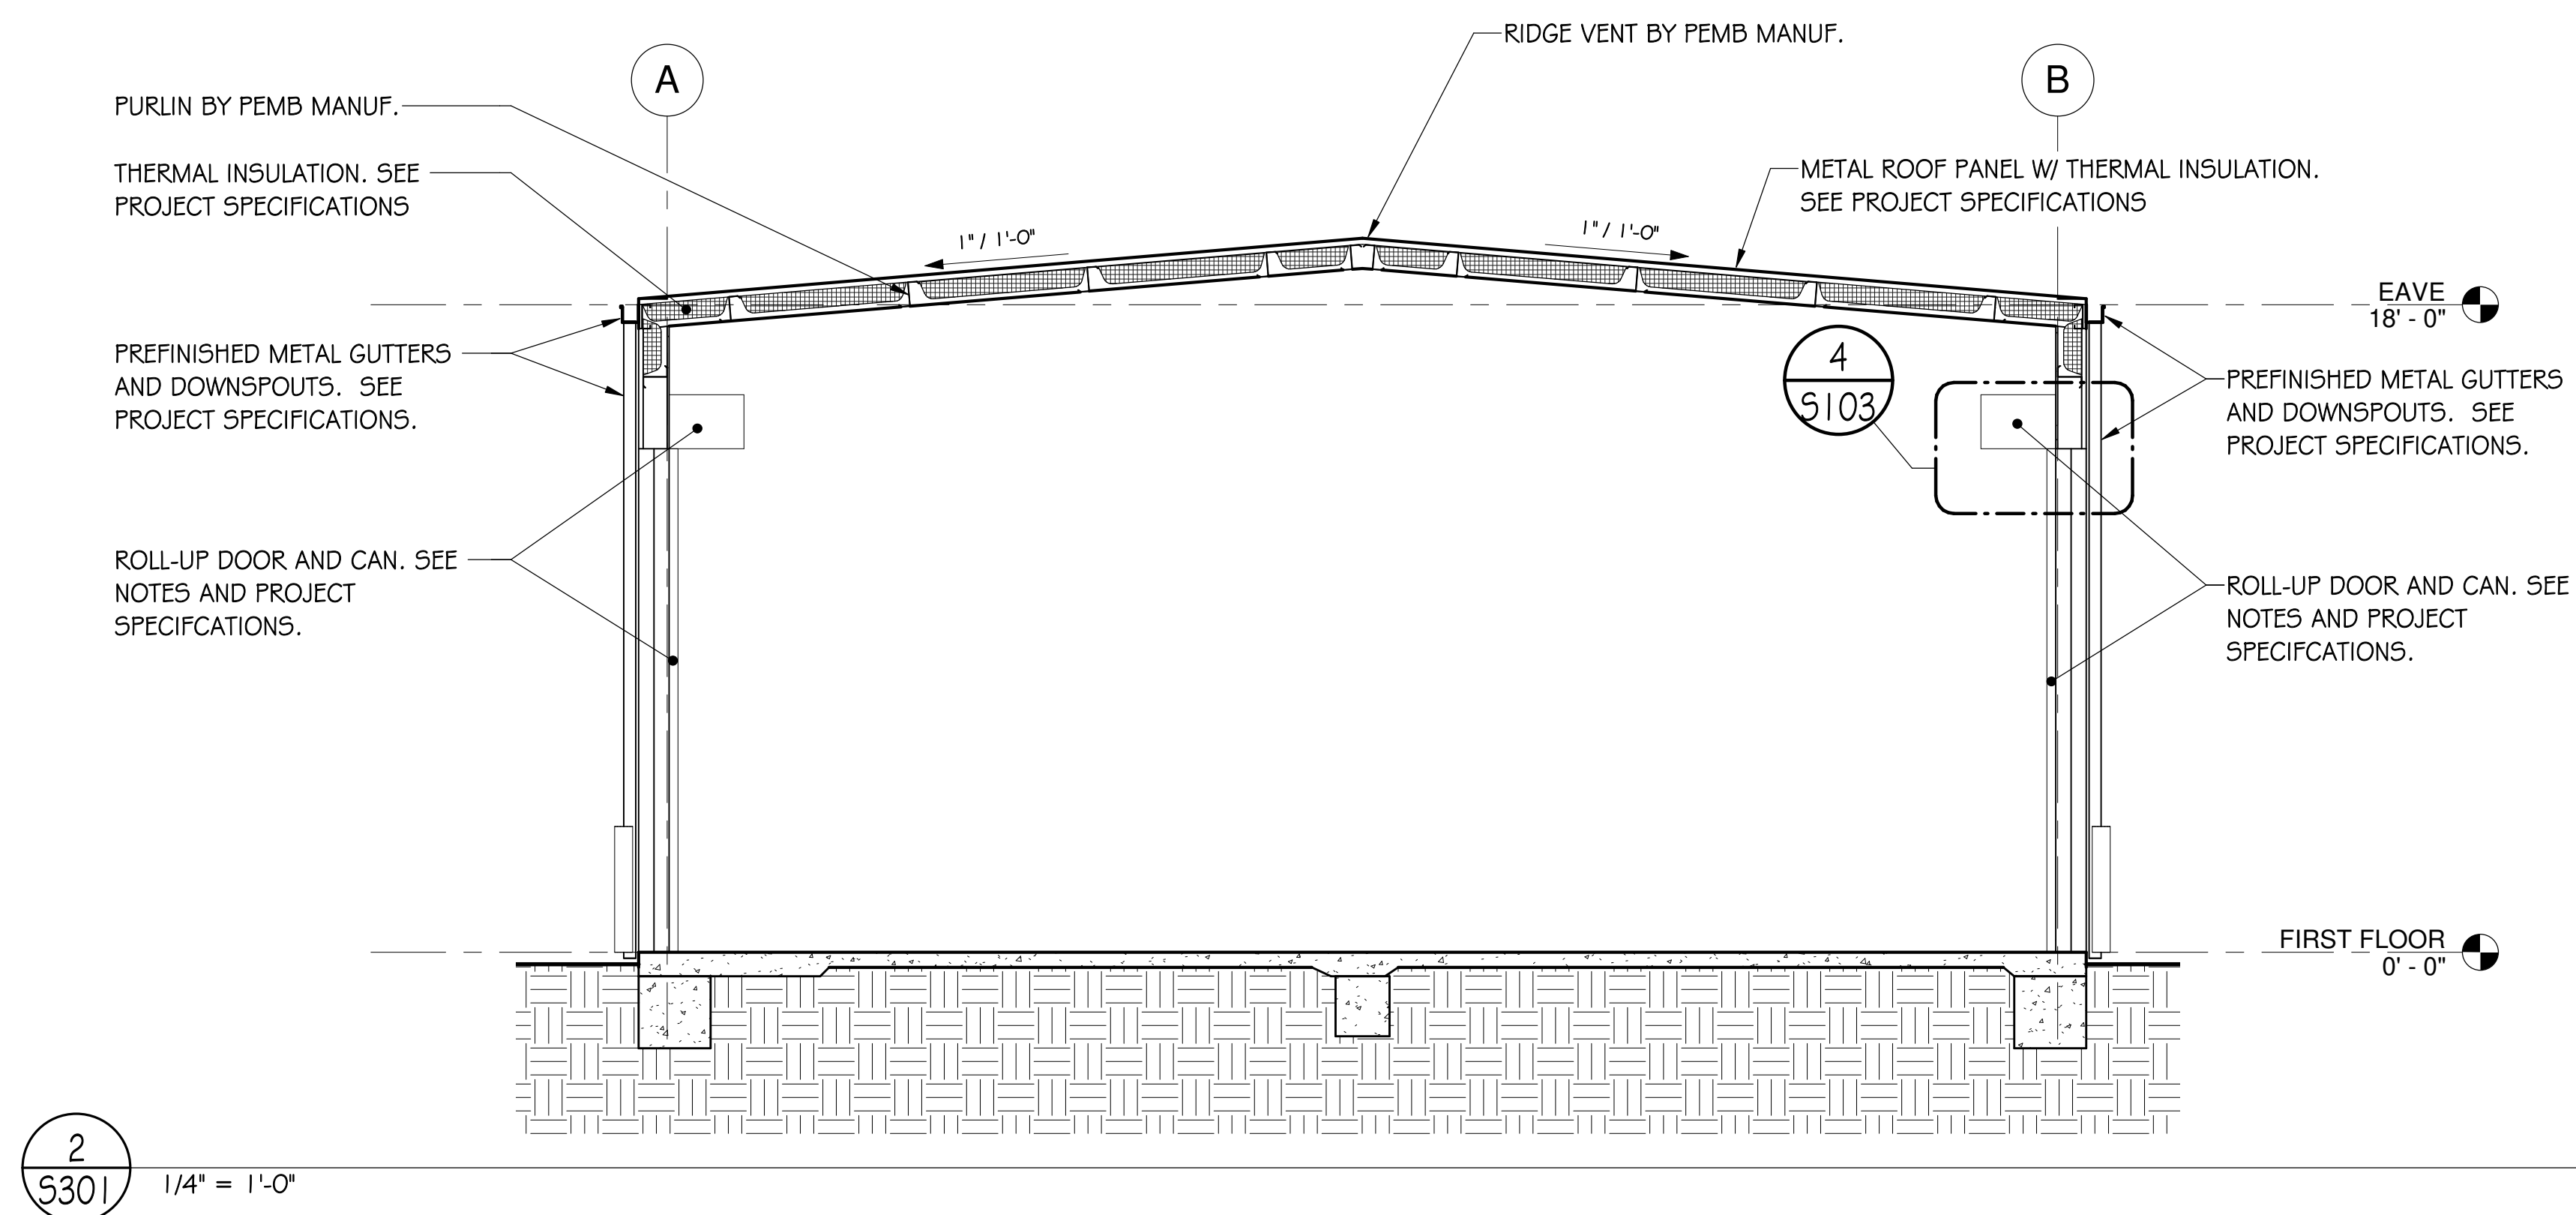 RIDGE VENT BY PEMB MANUF.
A
B
PURLIN BY PEMB MANUF.
THERMAL INSULATION. SEE
PROJECT SPECIFICATIONS
METAL ROOF PANEL W/ THERMAL INSULATION.
SEE PROJECT SPECIFICATIONS
1" / 1'-0"
1" / 1'-0"
EAVE
18' - 0"
PREFINISHED METAL GUTTERS
AND DOWNSPOUTS.  SEE
PROJECT SPECIFICATIONS.
4
S103
PREFINISHED METAL GUTTERS
AND DOWNSPOUTS.  SEE
PROJECT SPECIFICATIONS.
ROLL-UP DOOR AND CAN. SEE
NOTES AND PROJECT
SPECIFCATIONS.
ROLL-UP DOOR AND CAN. SEE
NOTES AND PROJECT
SPECIFCATIONS.
FIRST FLOOR
0' - 0"
2
S301
1/4" = 1'-0"